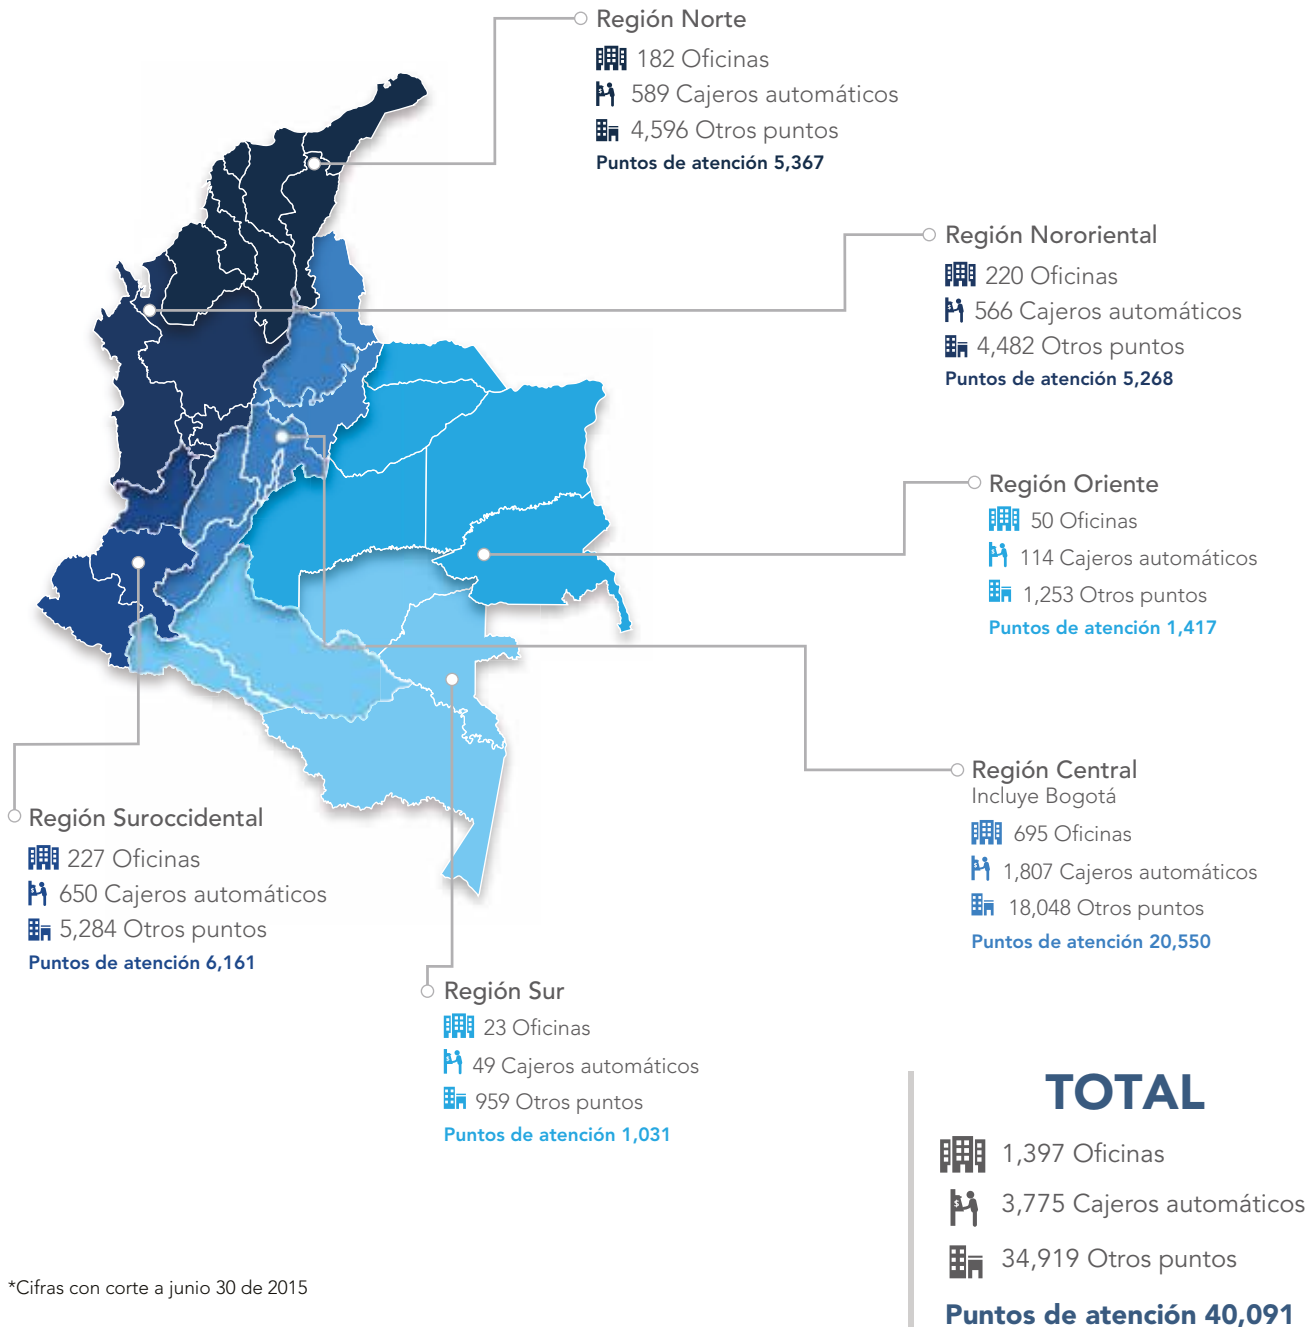 Región Norte
182 Oficinas
589 Cajeros automáticos
4,596 Otros puntos
Puntos de atención 5,367
Región Nororiental
220 Oficinas
566 Cajeros automáticos
4,482 Otros puntos
Puntos de atención 5,268
Región Oriente
50 Oficinas
114 Cajeros automáticos
1,253 Otros puntos
Puntos de atención 1,417
Región Central
Incluye Bogotá
695 Oficinas
1,807 Cajeros automáticos
18,048 Otros puntos
Puntos de atención 20,550
Región Suroccidental
227 Oficinas
650 Cajeros automáticos
5,284 Otros puntos
Puntos de atención 6,161
Región Sur
23 Oficinas
49 Cajeros automáticos
959 Otros puntos
Puntos de atención 1,031
TOTAL
1,397 Oficinas
3,775 Cajeros automáticos
34,919 Otros puntos
Puntos de atención 40,091
*Cifras con corte a junio 30 de 2015